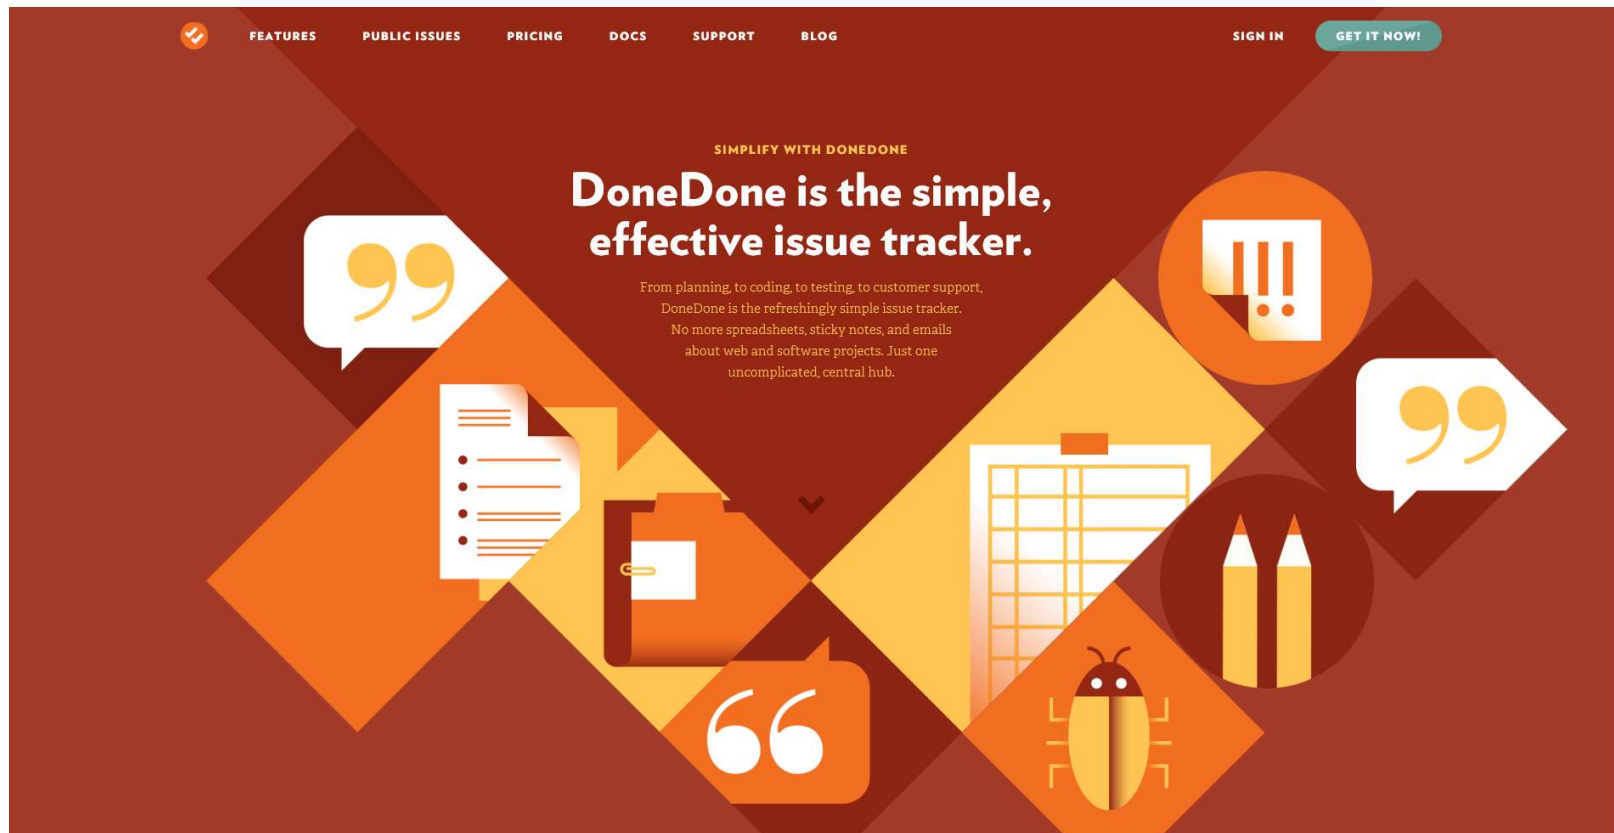 FEATURES PUBLIC ISSUES PRICING DOCS SUPPORT BLOG SIGN IN GET IT NOW!
SIMPLIFY WITH DONEDONE
DoneDone is the simple,
effective issue tracker.
From planning, to coding, to testing, to customer support,
DoneDone is the refreshingly simple issue tracker.
No more spreadsheets, sticky notes, and emails
about web and software projects. Just one
uncomplicated, central hub.